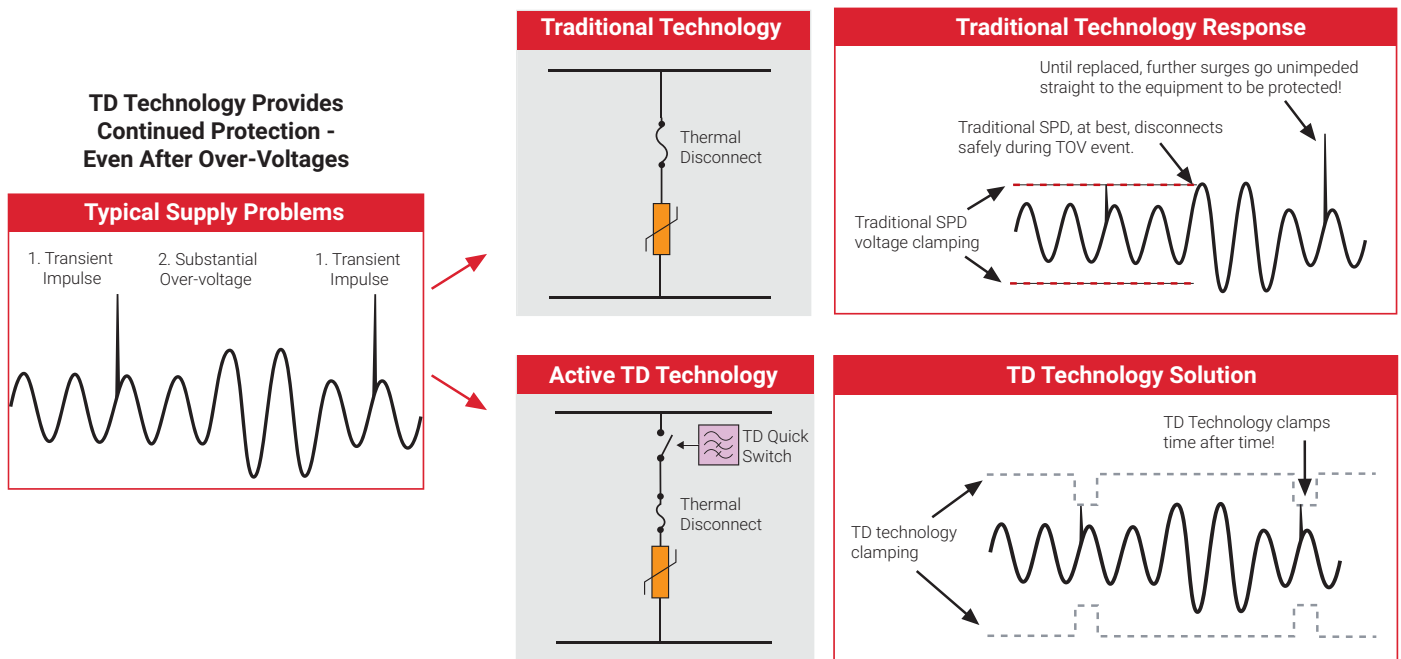 TD Technology Provides
Continued Protection -
Even After Over-Voltages
Typical Supply Problems
1. Transient
Impulse
2. Substantial
Over-voltage
1. Transient
Impulse
Traditional Technology
Thermal
Disconnect
Traditional Technology Response
Until replaced, further surges go unimpeded
straight to the equipment to be protected!
Traditional SPD, at best, disconnects
safely during TOV event.
Traditional SPD
voltage clamping
Active TD Technology
TD Quick
Switch
Thermal
Disconnect
TD Technology Solution
TD Technology clamps
time after time!
TD technology
clamping